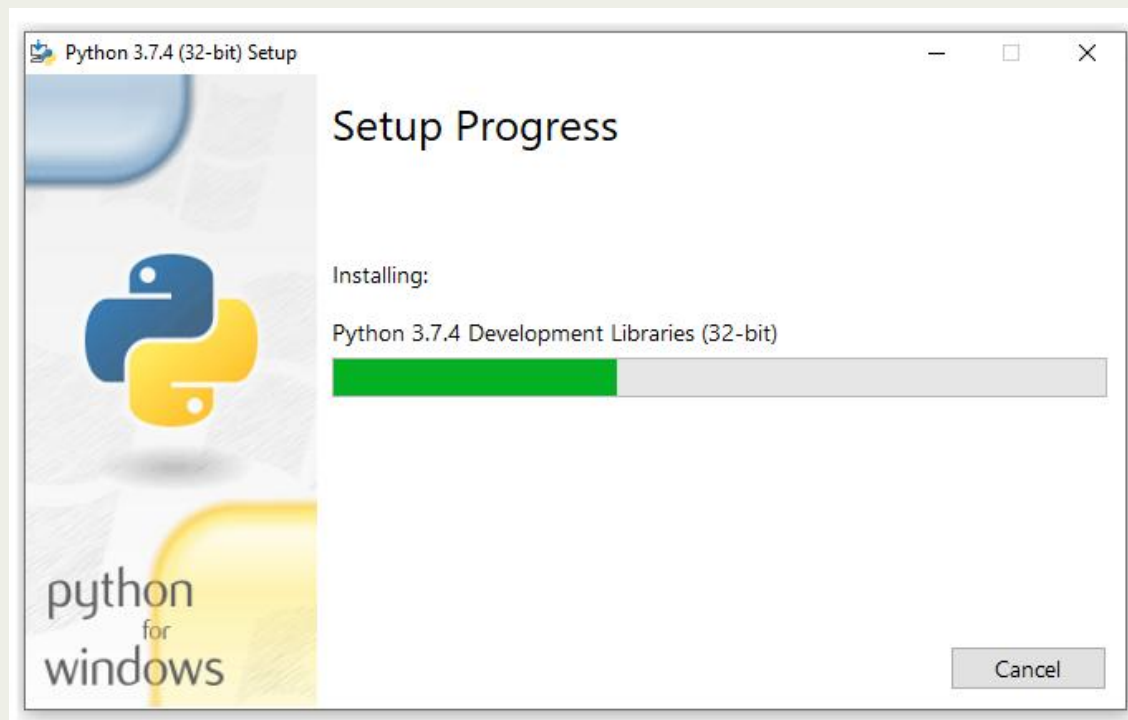 Python 3.7.4 (32-bit) Setup
Setup Progress
Installing:
Python 3.7.4 Development Libraries (32-bit)
python
for
windows
Cancel